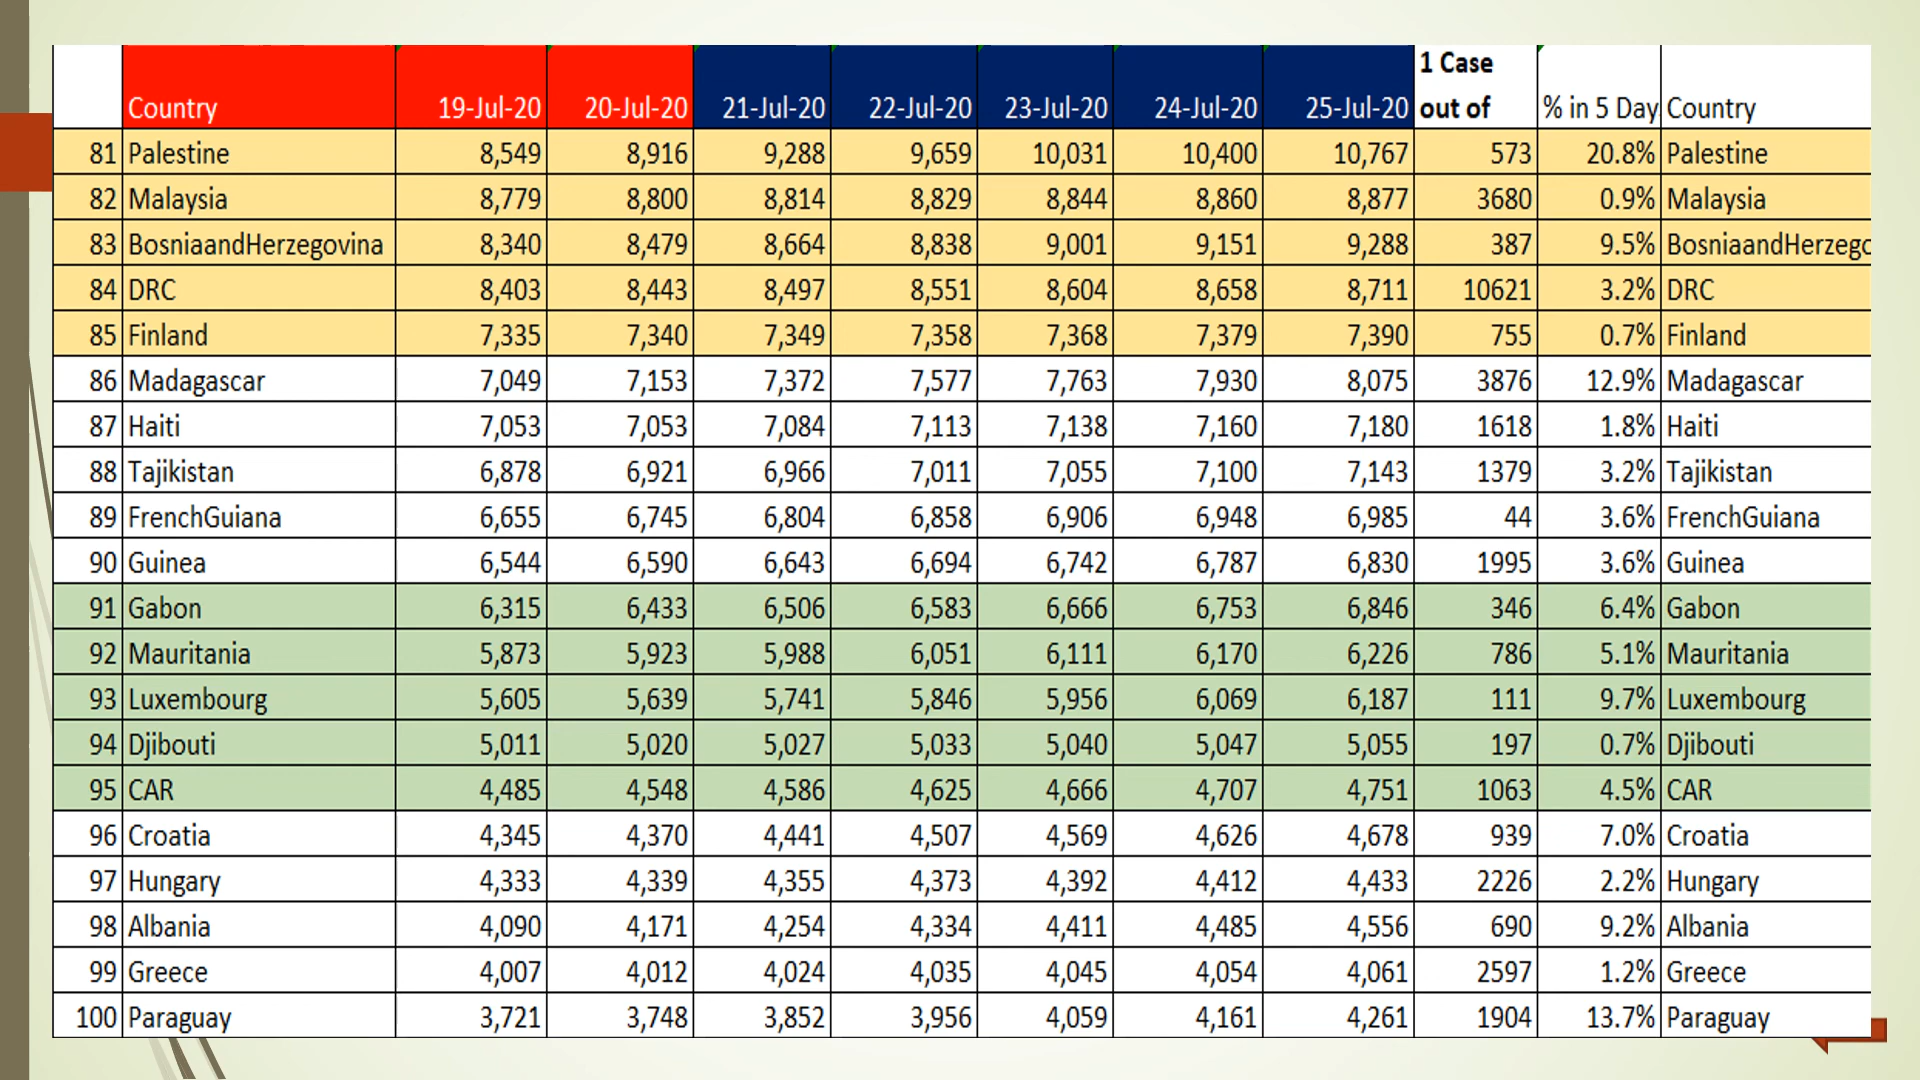 Country 19-Jul-20 20-Jul-20 21-Jul-20 22-Jul-20 23-Jul-20 24-Jul-20 25-Jul-20 1 Case out of % in 5 Day Country
81 Palestine 8,549 8,916 9,288 9,659 10,031 10,400 10,767 573 20.8% Palestine
82 Malaysia 8,779 8,800 8,814 8,829 8,844 8,860 8,877 3680 0.9% Malaysia
83 BosniaandHerzegovina 8,340 8,479 8,664 8,838 9,001 9,151 9,288 387 9.5% BosniaandHerzego
84 DRC 8,403 8,443 8,497 8,551 8,604 8,658 8,711 10621 3.2% DRC
85 Finland 7,335 7,340 7,349 7,358 7,368 7,379 7,390 755 0.7% Finland
86 Madagascar 7,049 7,153 7,372 7,577 7,763 7,930 8,075 3876 12.9% Madagascar
87 Haiti 7,053 7,053 7,084 7,113 7,138 7,160 7,180 1618 1.8% Haiti
88 Tajikistan 6,878 6,921 6,966 7,011 7,055 7,100 7,143 1379 3.2% Tajikistan
89 FrenchGuiana 6,655 6,745 6,804 6,858 6,906 6,948 6,985 44 3.6% FrenchGuiana
90 Guinea 6,544 6,590 6,643 6,694 6,742 6,787 6,830 1995 3.6% Guinea
91 Gabon 6,315 6,433 6,506 6,583 6,666 6,753 6,846 346 6.4% Gabon
92 Mauritania 5,873 5,923 5,988 6,051 6,111 6,170 6,226 786 5.1% Mauritania
93 Luxembourg 5,605 5,639 5,741 5,846 5,956 6,069 6,187 111 9.7% Luxembourg
94 Djibouti 5,011 5,020 5,027 5,033 5,040 5,047 5,055 197 0.7% Djibouti
95 CAR 4,485 4,548 4,586 4,625 4,666 4,707 4,751 1063 4.5% CAR
96 Croatia 4,345 4,370 4,441 4,507 4,569 4,626 4,678 939 7.0% Croatia
97 Hungary 4,333 4,339 4,355 4,373 4,392 4,412 4,433 2226 2.2% Hungary
98 Albania 4,090 4,171 4,254 4,334 4,411 4,485 4,556 690 9.2% Albania
99 Greece 4,007 4,012 4,024 4,035 4,045 4,054 4,061 2597 1.2% Greece
100 Paraguay 3,721 3,748 3,852 3,956 4,059 4,161 4,261 1904 13.7% Paraguay